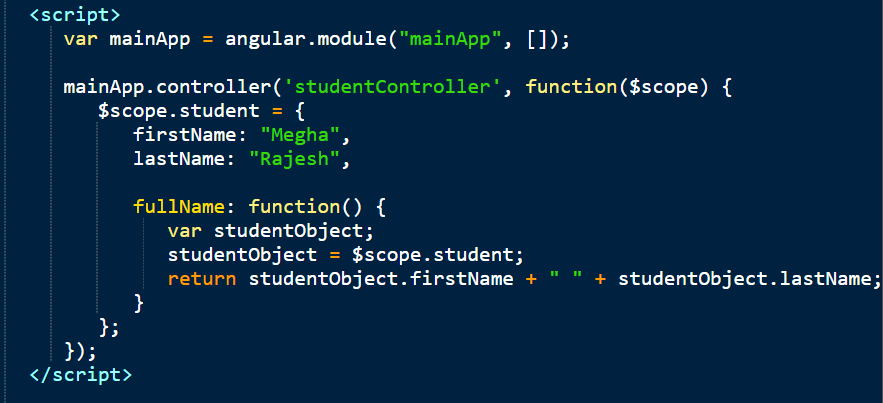 <script>
var mainApp = angular.module("mainApp", []);
mainApp.controller('studentController', function($scope) {
$scope.student = {
firstName: "Megha",
lastName: "Rajesh",
fullName: function() {
var studentObject;
studentObject = $scope.student;
return studentObject.firstName + " " + studentObject.lastName;
}
};
});
</script>